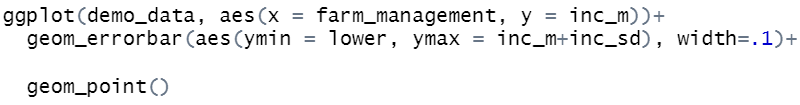 ggplot(demo_data, aes(x = farm_management, y = inc_m))+
geom_errorbar(aes(ymin = lower, ymax = inc_m+inc_sd), width=.1)+
geom_point()